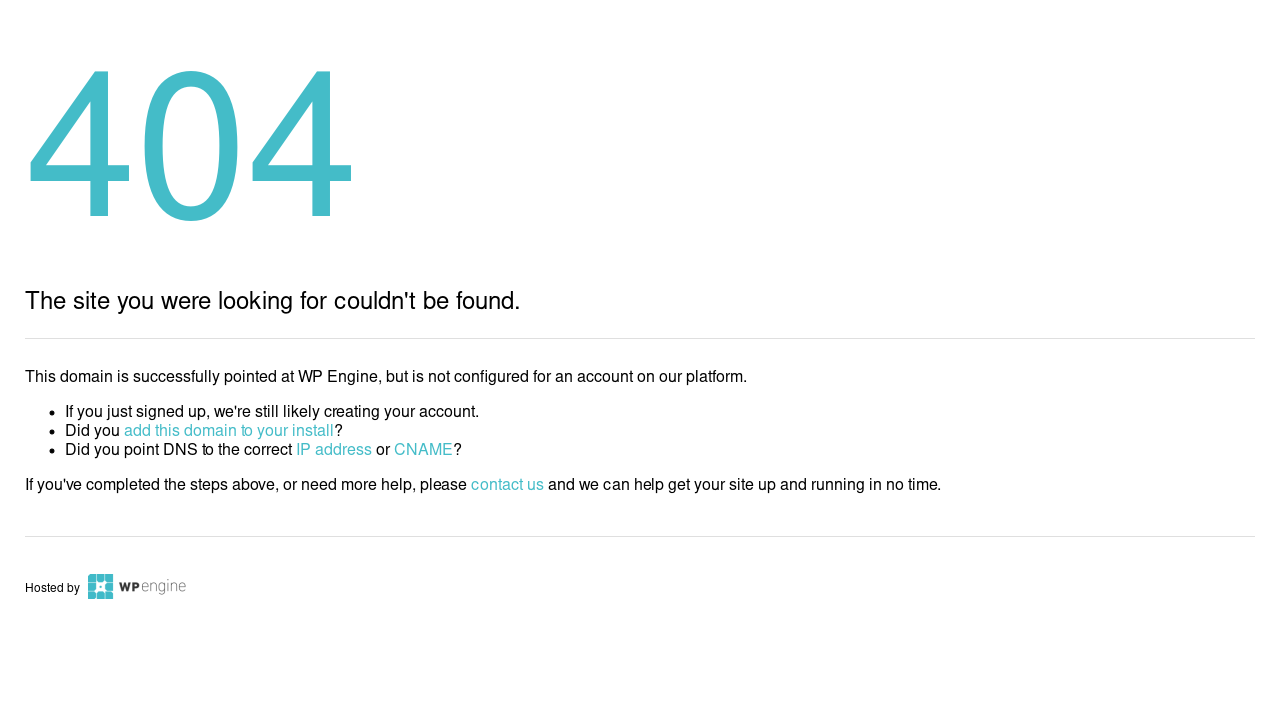 404
The site you were looking for couldn't be found.
This domain is successfully pointed at WP Engine, but is not configured for an account on our platform.
If you just signed up, we're still likely creating your account.
Did you add this domain to your install?
Did you point DNS to the correct IP address or CNAME?
If you've completed the steps above, or need more help, please contact us and we can help get your site up and running in no time.
Hosted by WP engine